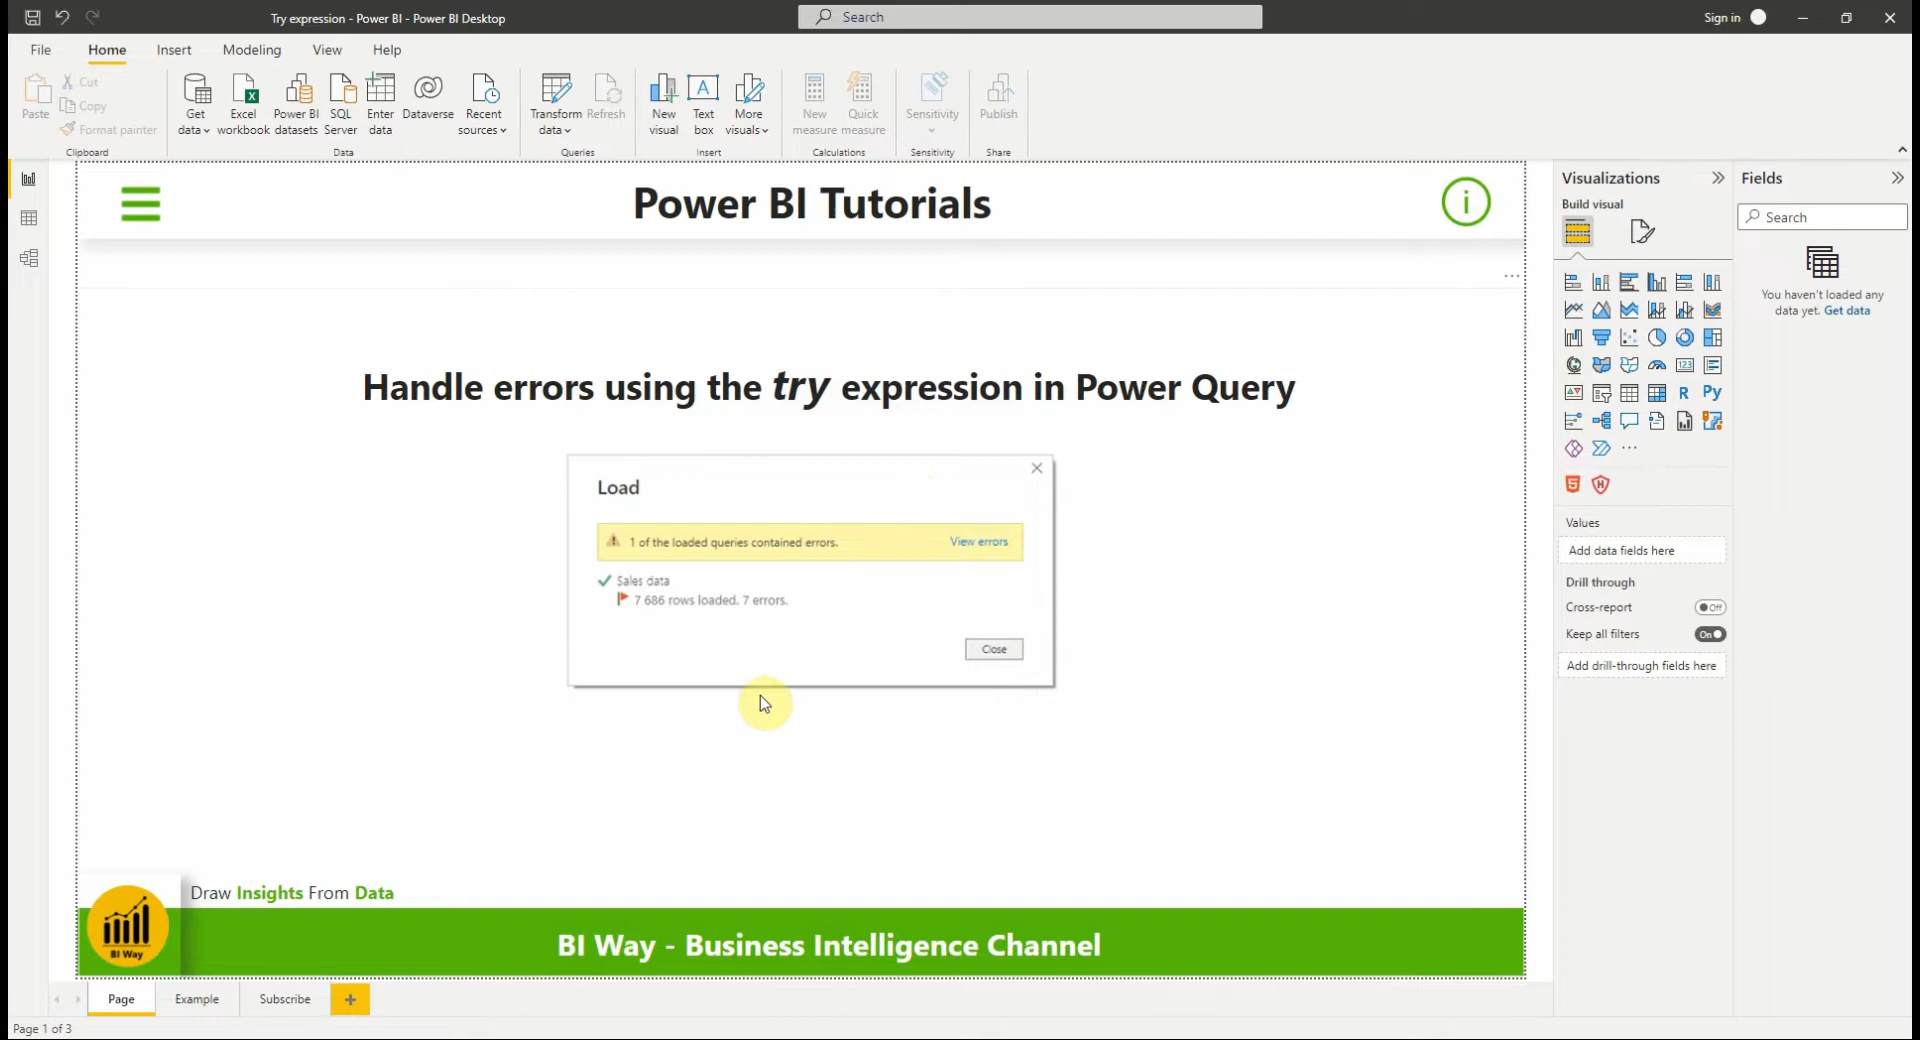 Try expression - Power BI - Power BI Desktop
Search
Sign in
File
Home
Insert
Modeling
View
Help
Paste
Cut
Copy
Format painter
Clipboard
Get data
Excel workbook
Power BI datasets
SQL Server
Enter data
Dataverse
Recent sources
Data
Transform data
Refresh
Queries
New visual
A
Text box
More visuals
Insert
New measure
Quick measure
Calculations
Sensitivity
Sensitivity
Publish
Share
Power BI Tutorials
i
Handle errors using the try expression in Power Query
Load
1 of the loaded queries contained errors.
View errors
Sales data
7 686 rows loaded. 7 errors.
Close
Draw Insights From Data
BI Way
BI Way - Business Intelligence Channel
Page
Example
Subscribe
+
Page 1 of 3
Visualizations
Build visual
123
R
Py
...
5
H
Values
Add data fields here
Drill through
Cross-report
Off
Keep all filters
On
Add drill-through fields here
Fields
Search
You haven't loaded any
data yet. Get data